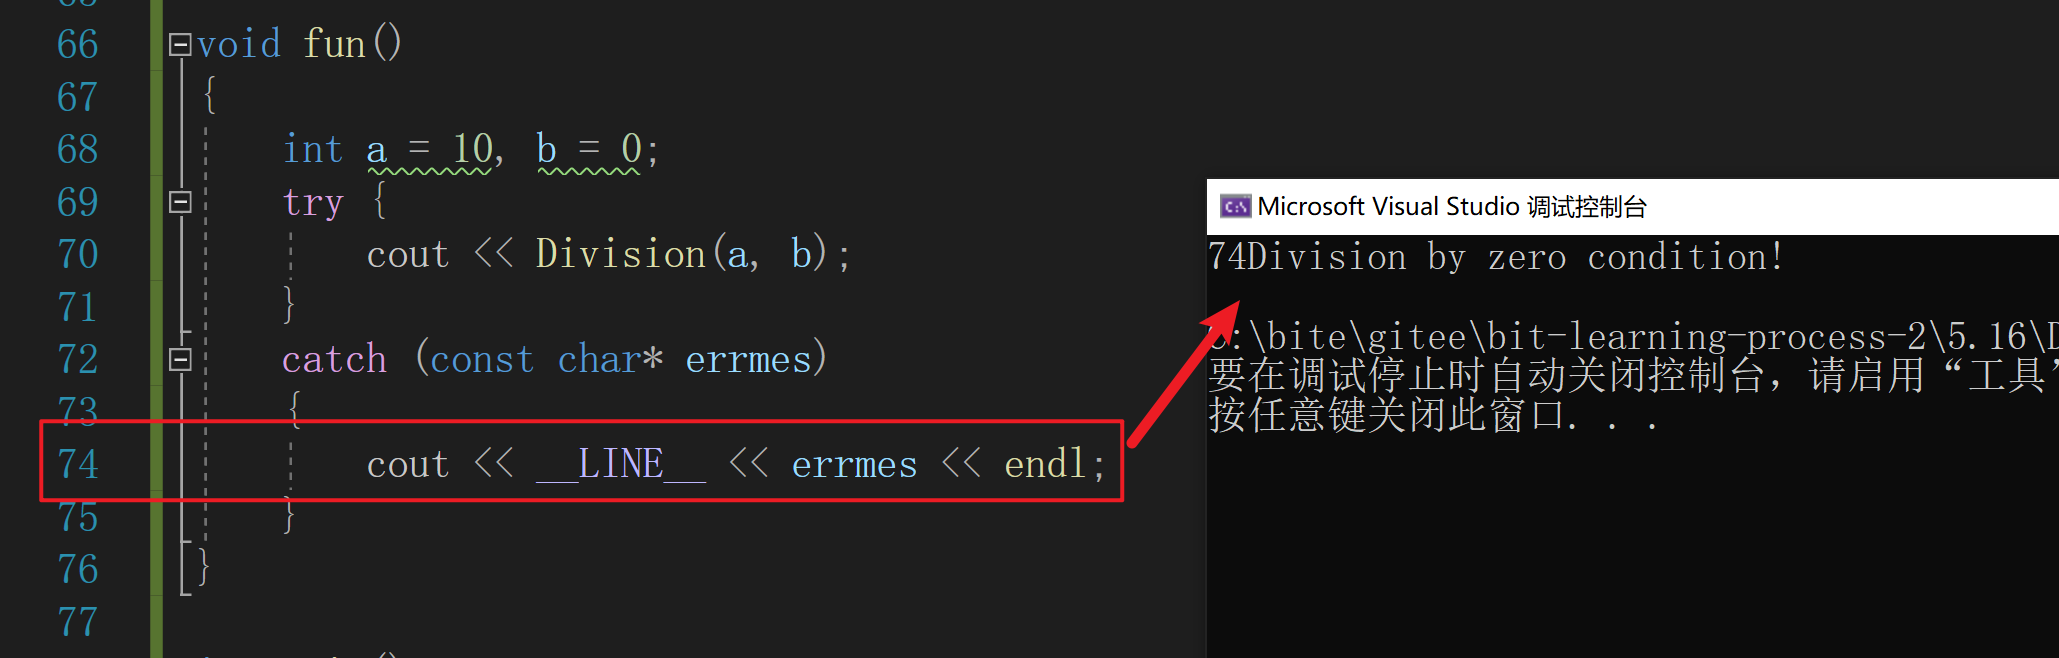 66 void fun()
67 {
68 int a = 10, b = 0;
69 try {
70 cout << Division(a, b);
71 }
72 catch (const char* errmes)
73 {
74 cout << __LINE__ << errmes << endl;
75 }
76 }
77
Microsoft Visual Studio 调试控制台
74Division by zero condition!
:\bite\gitee\bit-learning-process-2\5.16\D
要在调试停止时自动关闭控制台，请启用“工具”
按任意键关闭此窗口. . .